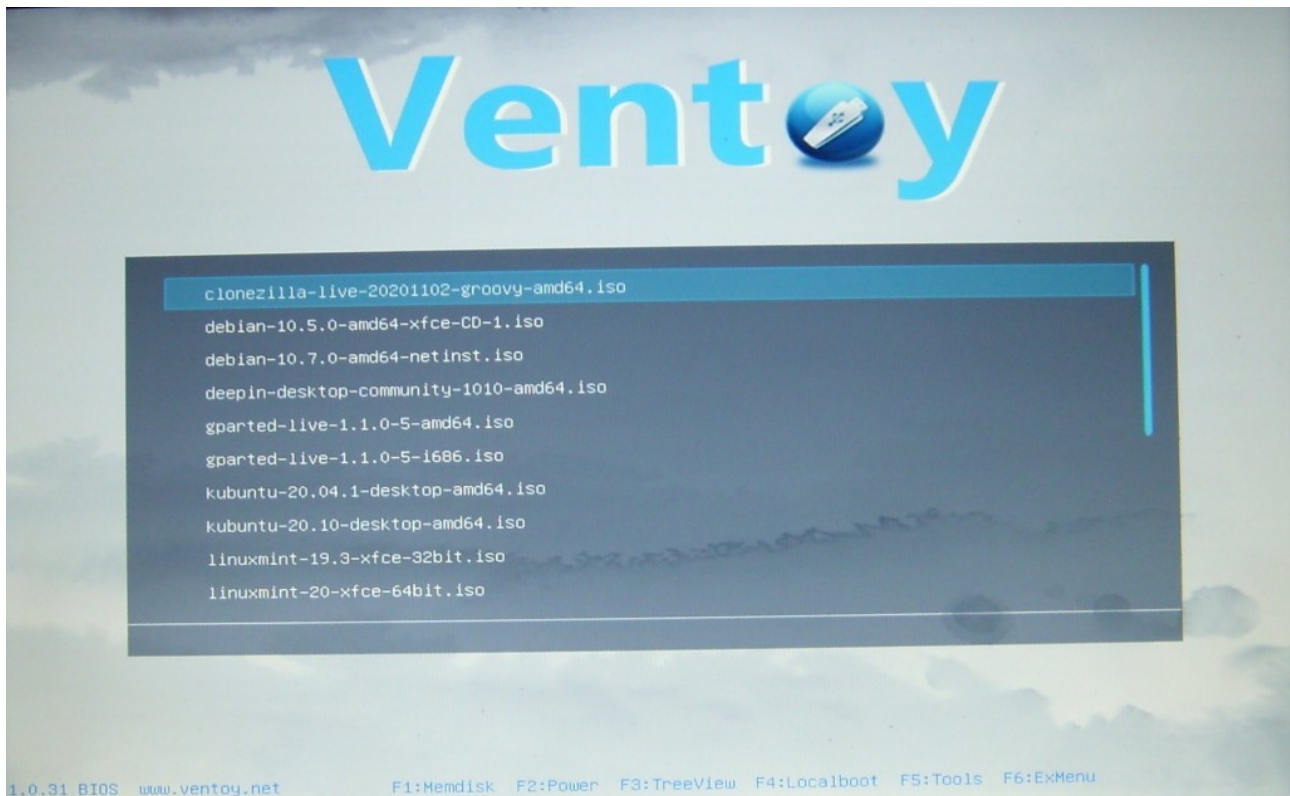 Ventoy
clonezilla-live-20201102-groovy-amd64.iso
debian-10.5.0-amd64-xfce-CD-1.iso
debian-10.7.0-amd64-netinst.iso
deepin-desktop-community-1010-amd64.iso
gparted-live-1.1.0-5-amd64.iso
gparted-live-1.1.0-5-i686.iso
kubuntu-20.04.1-desktop-amd64.iso
kubuntu-20.10-desktop-amd64.iso
linuxmint-19.3-xfce-32bit.iso
linuxmint-20-xfce-64bit.iso
1.0.31 BIOS www.ventoy.net F1:Memdisk F2:Power F3:TreeView F4:Localboot F5:Tools F6:ExMenu